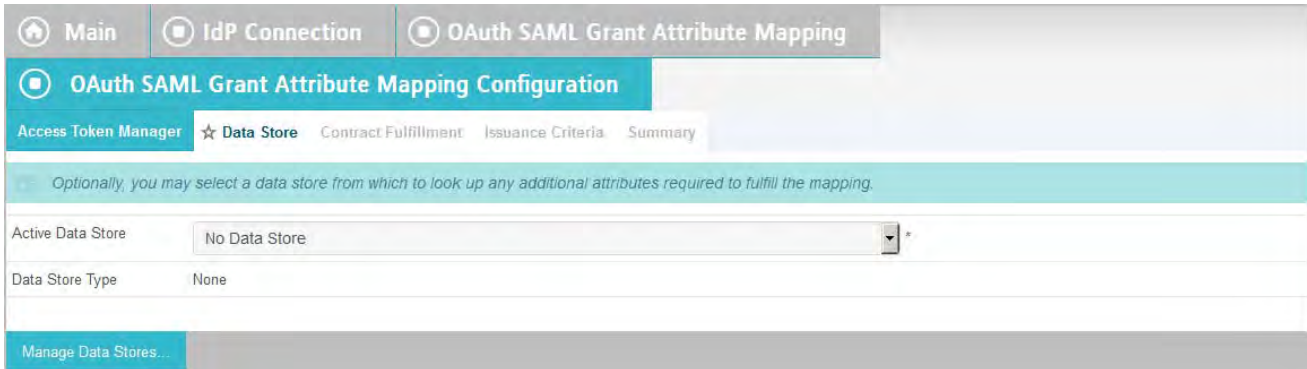 Main IdP Connection OAuth SAML Grant Attribute Mapping
OAuth SAML Grant Attribute Mapping Configuration
Access Token Manager Data Store Contract Fulfillment Issuance Criteria Summary
Optionally, you may select a data store from which to look up any additional attributes required to fulfill the mapping.
Active Data Store No Data Store *
Data Store Type None
Manage Data Stores...